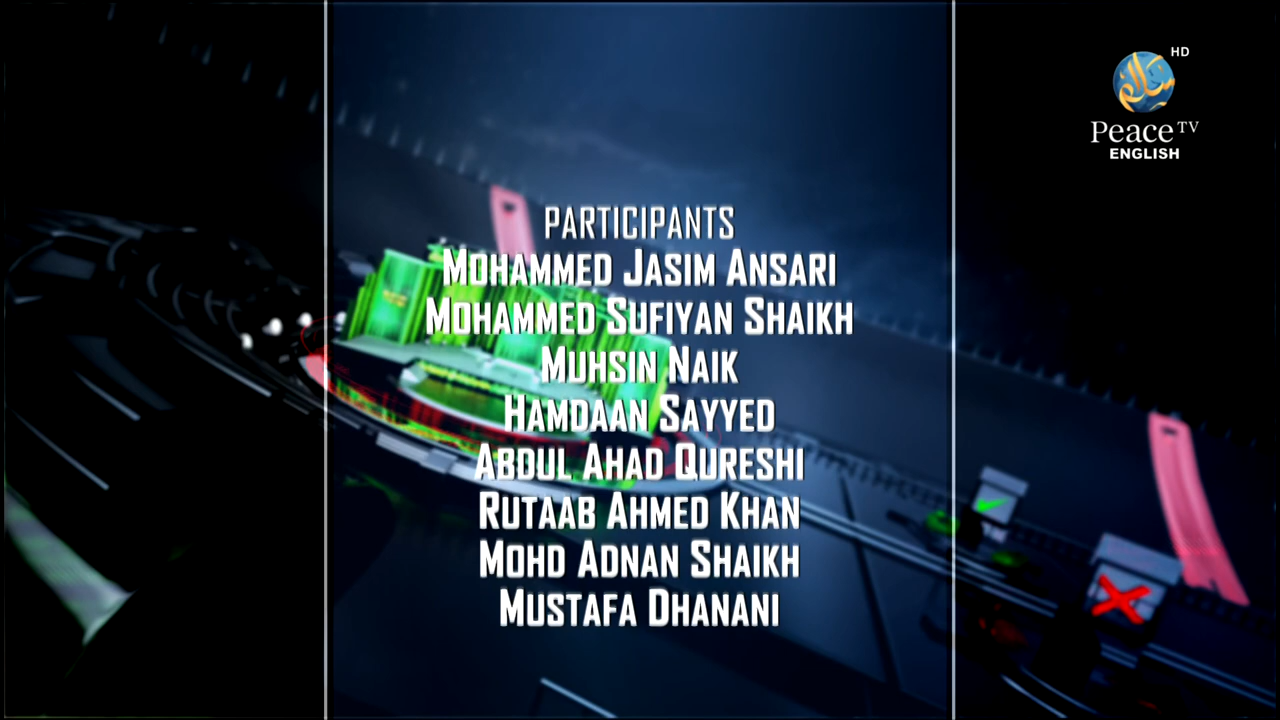 HD
Peace TV
ENGLISH
PARTICIPANTS
MOHAMMED JASIM ANSARI
MOHAMMED SUFIYAN SHAIKH
MUHSIN NAIK
HAMDAAN SAYYED
ABDUL AHAD QURESHI
RUTAAB AHMED KHAN
MOHD ADNAN SHAIKH
MUSTAFA DHANANI